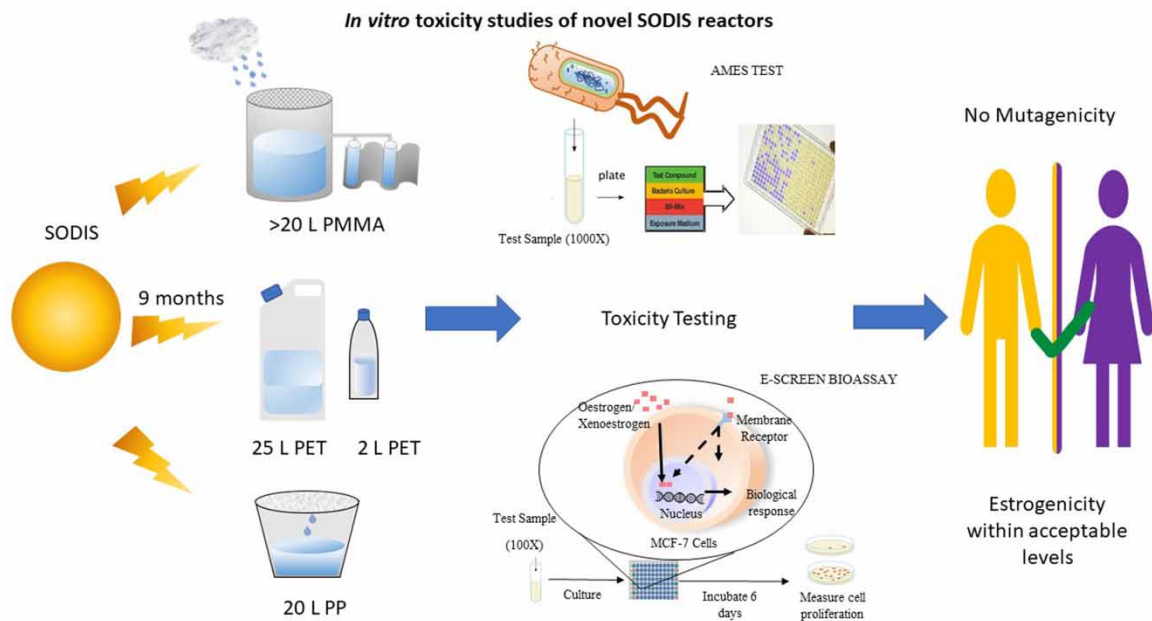 In vitro toxicity studies of novel SODIS reactors
SODIS
9 months
>20 L PMMA
25 L PET
2 L PET
20 L PP
AMES TEST
plate
Test Sample (1000X)
Test Compound
Bacteria Culture
Exposure Medium
Toxicity Testing
E-SCREEN BIOASSAY
Oestrogen/
Xenoestrogen
Membrane
Receptor
Nucleus
Biological
response
MCF-7 Cells
Test Sample
(100X)
Culture
Incubate 6
days
Measure cell
proliferation
No Mutagenicity
Estrogenicity
within acceptable
levels